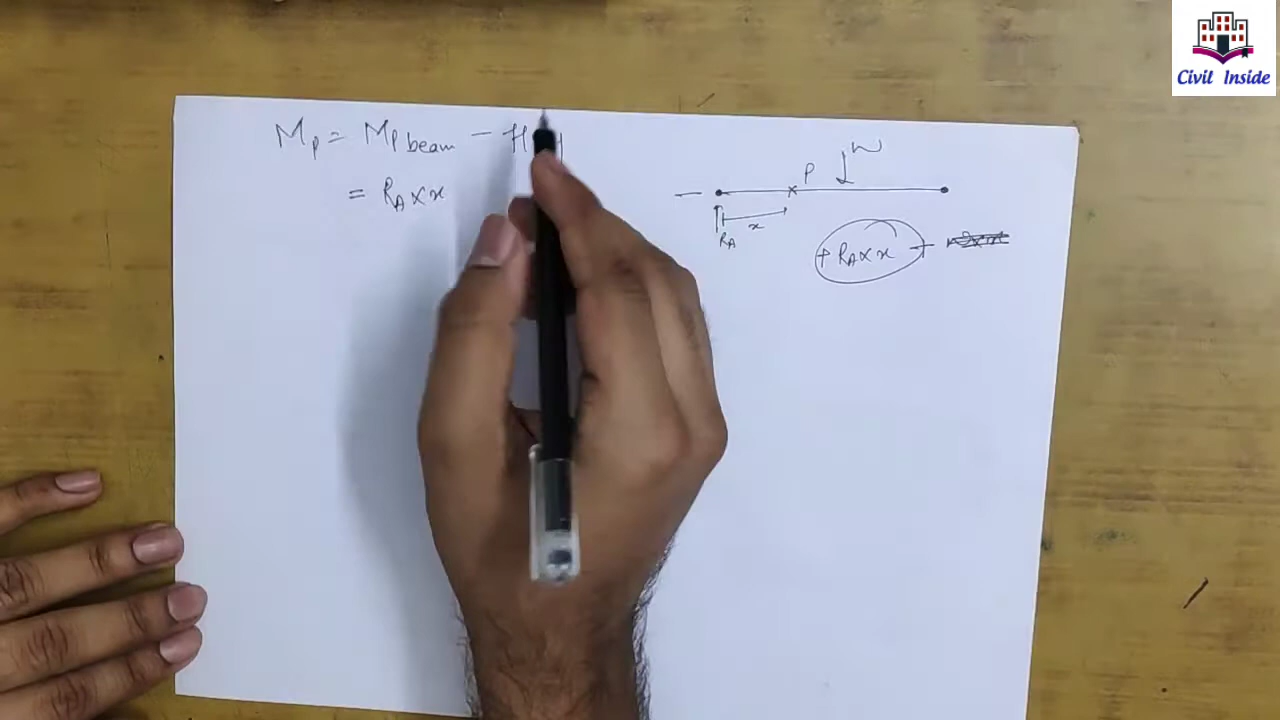 Mp = Mp beam -
= RA × x
P
W
RA
x
+ RA × x +
Civil Inside